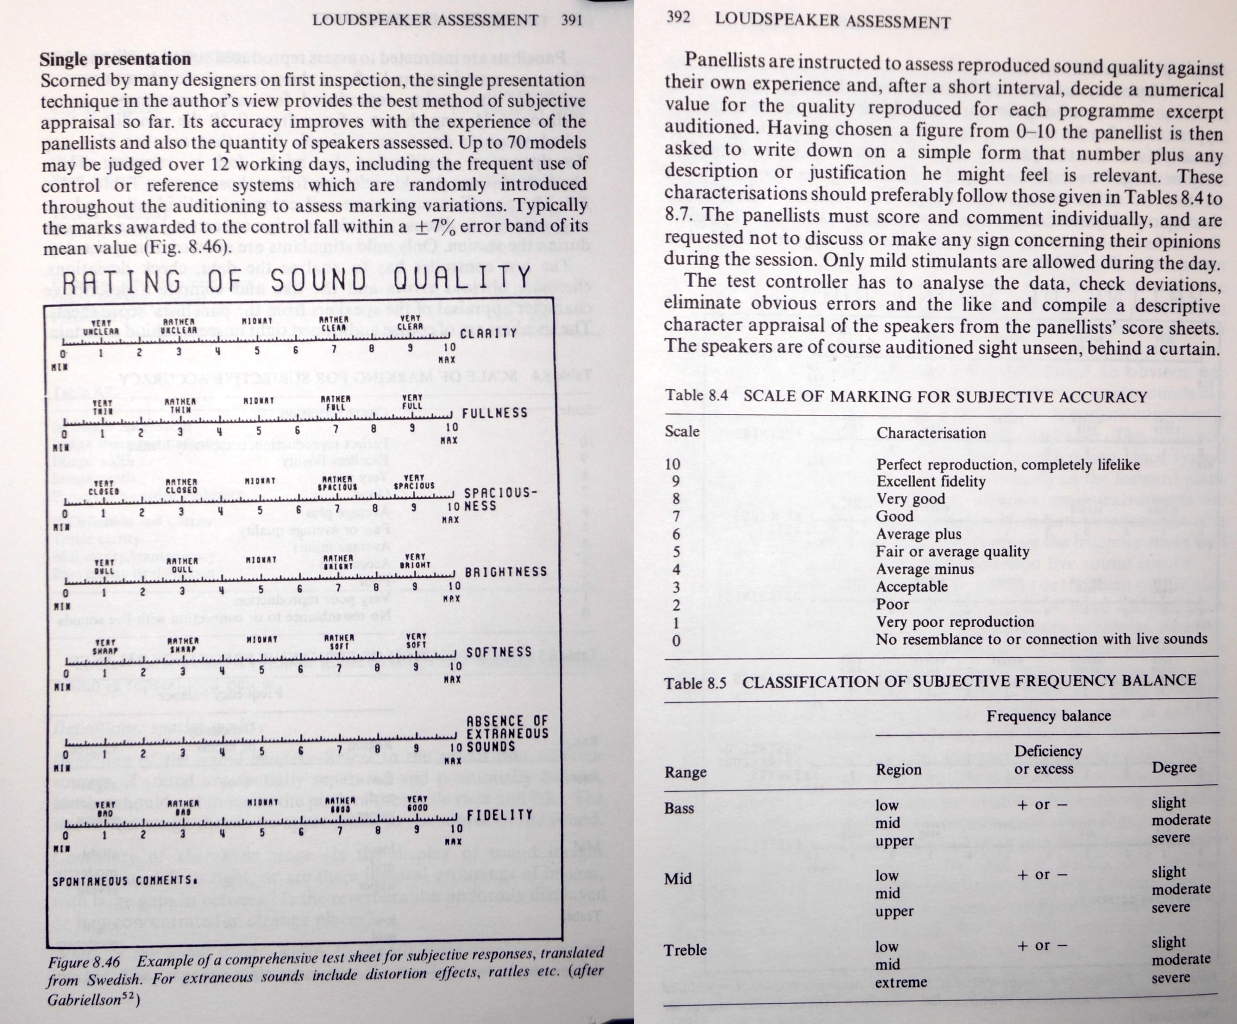 LOUDSPEAKER ASSESSMENT 391
Single presentation
Scorned by many designers on first inspection, the single presentation
technique in the author's view provides the best method of subjective
appraisal so far. Its accuracy improves with the experience of the
panellists and also the quantity of speakers assessed. Up to 70 models
may be judged over 12 working days, including the frequent use of
control or reference systems which are randomly introduced
throughout the auditioning to assess marking variations. Typically
the marks awarded to the control fall within a ±7% error band of its
mean value (Fig. 8.46).
RATING OF SOUND QUALITY
VERY UNCLEAR RATHER UNCLEAR MIDWAY RATHER CLEAR VERY CLEAR
CLARITY
0 1 2 3 4 5 6 7 8 9 10
MIN MAX
VERY THIN RATHER THIN MIDWAY RATHER FULL VERY FULL
FULLNESS
0 1 2 3 4 5 6 7 8 9 10
MIN MAX
VERY CLOSED RATHER CLOSED MIDWAY RATHER SPACIOUS VERY SPACIOUS
SPACIOUS-
0 1 2 3 4 5 6 7 8 9 10 NESS
MIN MAX
VERY DULL RATHER DULL MIDWAY RATHER BRIGHT VERY BRIGHT
BRIGHTNESS
0 1 2 3 4 5 6 7 8 9 10
MIN MAX
VERY SHARP RATHER SHARP MIDWAY RATHER SOFT VERY SOFT
SOFTNESS
0 1 2 3 4 5 6 7 8 9 10
MIN MAX
ABSENCE OF
EXTRANEOUS
0 1 2 3 4 5 6 7 8 9 10 SOUNDS
MIN MAX
VERY BAD RATHER BAD MIDWAY RATHER GOOD VERY GOOD
FIDELITY
0 1 2 3 4 5 6 7 8 9 10
MIN MAX
SPONTANEOUS COMMENTS.
Figure 8.46 Example of a comprehensive test sheet for subjective responses, translated
from Swedish. For extraneous sounds include distortion effects, rattles etc. (after
Gabriellson52)
392 LOUDSPEAKER ASSESSMENT
Panellists are instructed to assess reproduced sound quality against
their own experience and, after a short interval, decide a numerical
value for the quality reproduced for each programme excerpt
auditioned. Having chosen a figure from 0–10 the panellist is then
asked to write down on a simple form that number plus any
description or justification he might feel is relevant. These
characterisations should preferably follow those given in Tables 8.4 to
8.7. The panellists must score and comment individually, and are
requested not to discuss or make any sign concerning their opinions
during the session. Only mild stimulants are allowed during the day.
The test controller has to analyse the data, check deviations,
eliminate obvious errors and the like and compile a descriptive
character appraisal of the speakers from the panellists' score sheets.
The speakers are of course auditioned sight unseen, behind a curtain.
Table 8.4 SCALE OF MARKING FOR SUBJECTIVE ACCURACY
Scale Characterisation
10 Perfect reproduction, completely lifelike
9 Excellent fidelity
8 Very good
7 Good
6 Average plus
5 Fair or average quality
4 Average minus
3 Acceptable
2 Poor
1 Very poor reproduction
0 No resemblance to or connection with live sounds
Table 8.5 CLASSIFICATION OF SUBJECTIVE FREQUENCY BALANCE
Frequency balance
Deficiency
Range Region or excess Degree
Bass low + or − slight
mid moderate
upper severe
Mid low + or − slight
mid moderate
upper severe
Treble low + or − slight
mid moderate
extreme severe